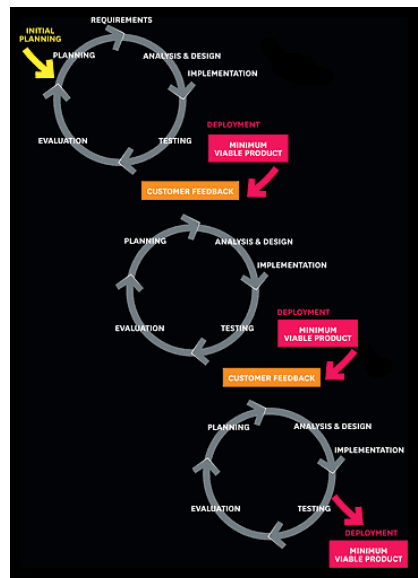 REQUIREMENTS
INITIAL
PLANNING
PLANNING
ANALYSIS & DESIGN
IMPLEMENTATION
EVALUATION
TESTING
DEPLOYMENT
MINIMUM
VIABLE PRODUCT
CUSTOMER FEEDBACK
PLANNING
ANALYSIS & DESIGN
IMPLEMENTATION
EVALUATION
TESTING
DEPLOYMENT
MINIMUM
VIABLE PRODUCT
CUSTOMER FEEDBACK
PLANNING
ANALYSIS & DESIGN
IMPLEMENTATION
EVALUATION
TESTING
DEPLOYMENT
MINIMUM
VIABLE PRODUCT